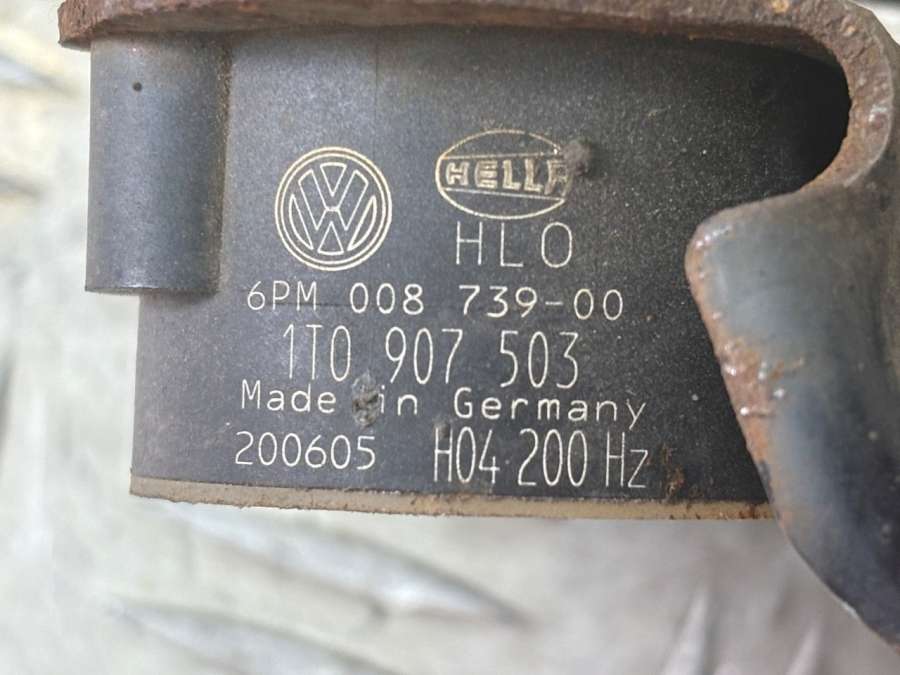 HELLA
HLO
6PM 008 739-00
1T0 907 503
Made in Germany
200605 H04 200 Hz